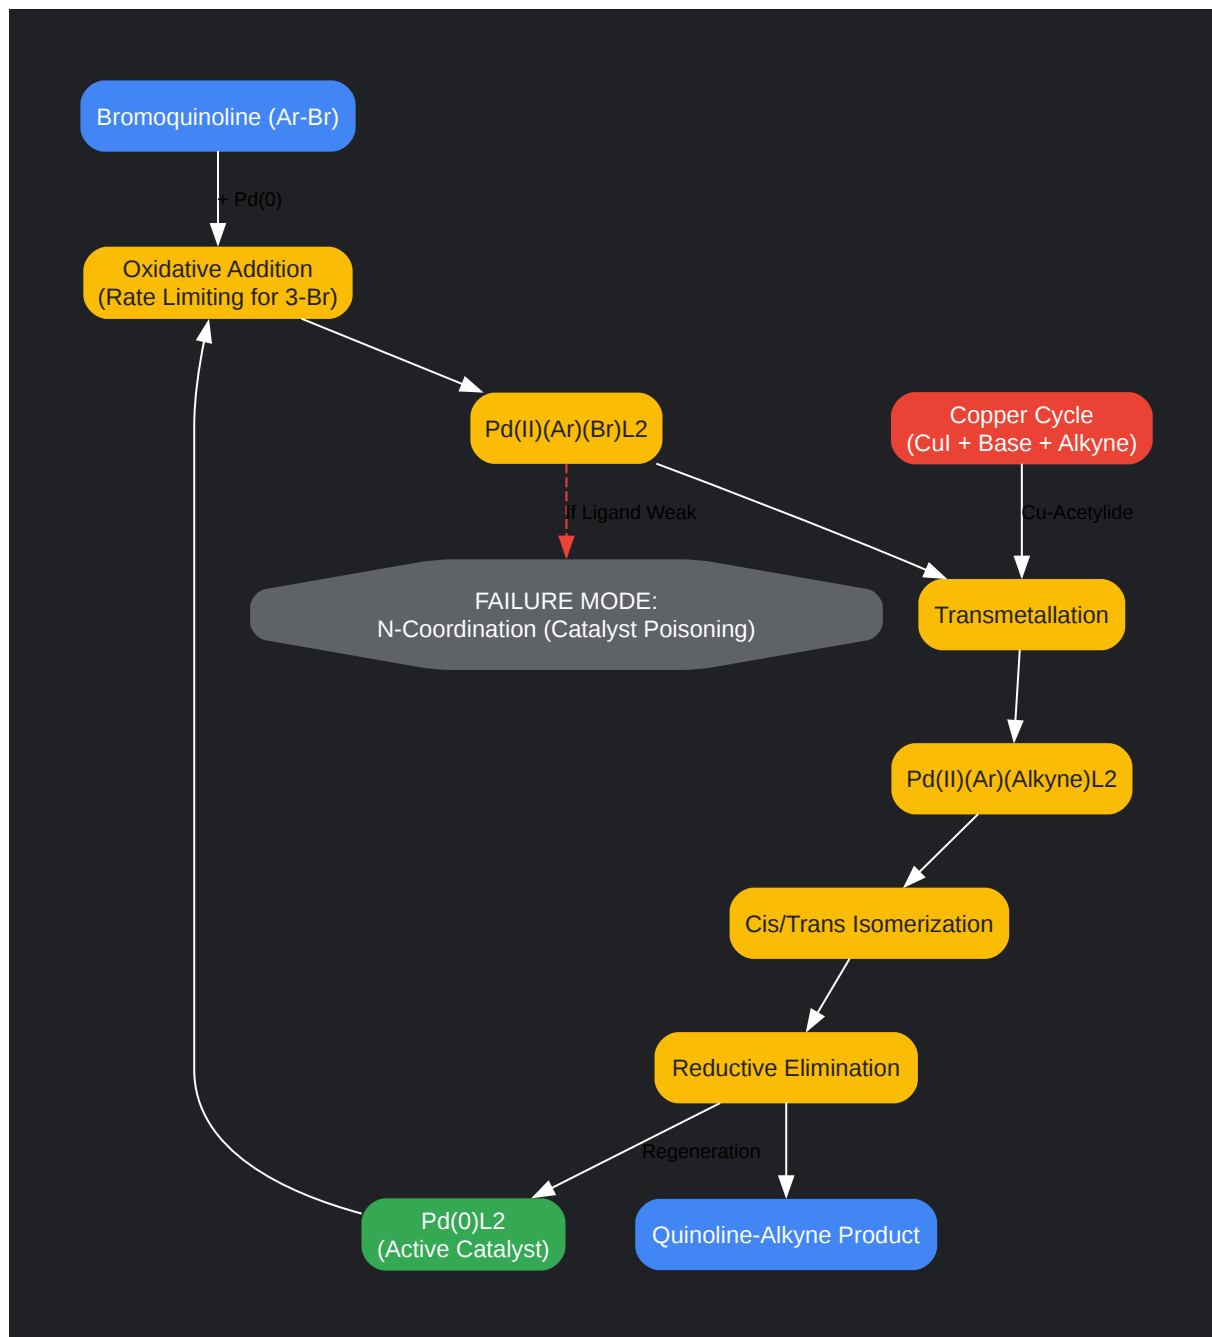 Bromoquinoline (Ar-Br)
+ Pd(0)
Oxidative Addition
(Rate Limiting for 3-Br)
Pd(II)(Ar)(Br)L2
Copper Cycle
(CuI + Base + Alkyne)
If Ligand Weak
Cu-Acetylide
FAILURE MODE:
N-Coordination (Catalyst Poisoning)
Transmetallation
Pd(II)(Ar)(Alkyne)L2
Cis/Trans Isomerization
Reductive Elimination
Regeneration
Pd(0)L2
(Active Catalyst)
Quinoline-Alkyne Product